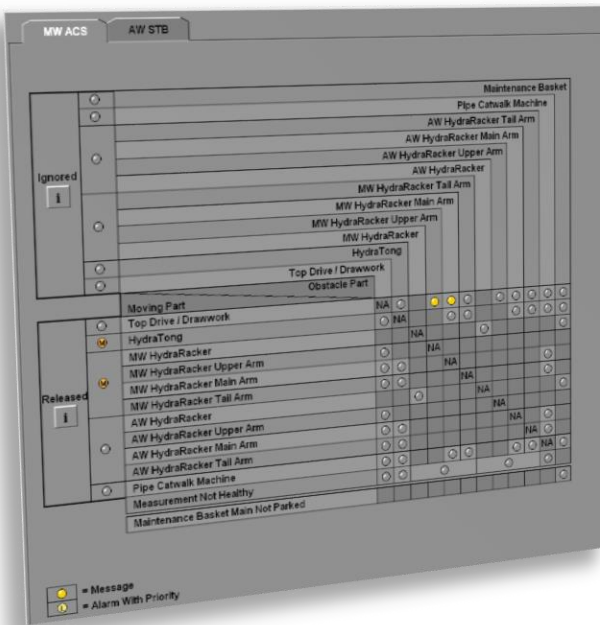 MW ACS
AW STB
Maintenance Basket
Pipe Catwalk Machine
AW HydraRacker Tail Arm
AW HydraRacker Main Arm
AW HydraRacker Upper Arm
AW HydraRacker
MW HydraRacker Tail Arm
MW HydraRacker Main Arm
MW HydraRacker Upper Arm
MW HydraRacker
HydraTong
Top Drive / Drawwork
Obstacle Part
Ignored
i
Moving Part
Top Drive / Drawwork NA
HydraTong NA
MW HydraRacker NA
MW HydraRacker Upper Arm NA
MW HydraRacker Main Arm NA
MW HydraRacker Tail Arm NA
AW HydraRacker NA
AW HydraRacker Upper Arm NA
AW HydraRacker Main Arm NA
AW HydraRacker Tail Arm NA
Pipe Catwalk Machine NA
Measurement Not Healthy
Maintenance Basket Main Not Parked
Released
i
M
M
= Message
= Alarm With Priority